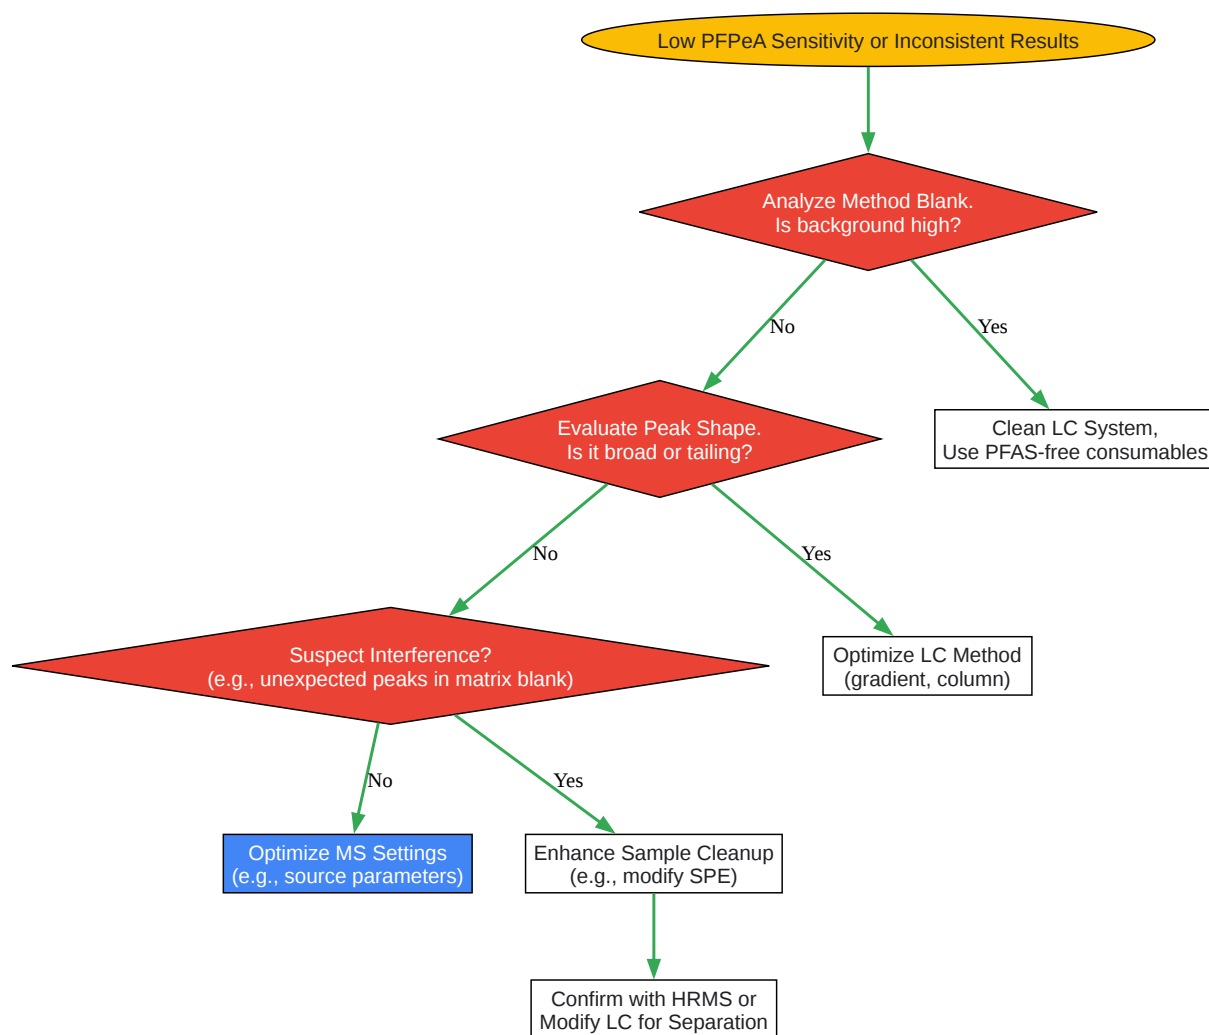 Low PFPeA Sensitivity or Inconsistent Results
Analyze Method Blank.
Is background high?
No
Yes
Evaluate Peak Shape.
Is it broad or tailing?
Clean LC System,
Use PFAS-free consumables
No
Yes
Suspect Interference?
(e.g., unexpected peaks in matrix blank)
Optimize LC Method
(gradient, column)
No
Yes
Optimize MS Settings
(e.g., source parameters)
Enhance Sample Cleanup
(e.g., modify SPE)
Confirm with HRMS or
Modify LC for Separation